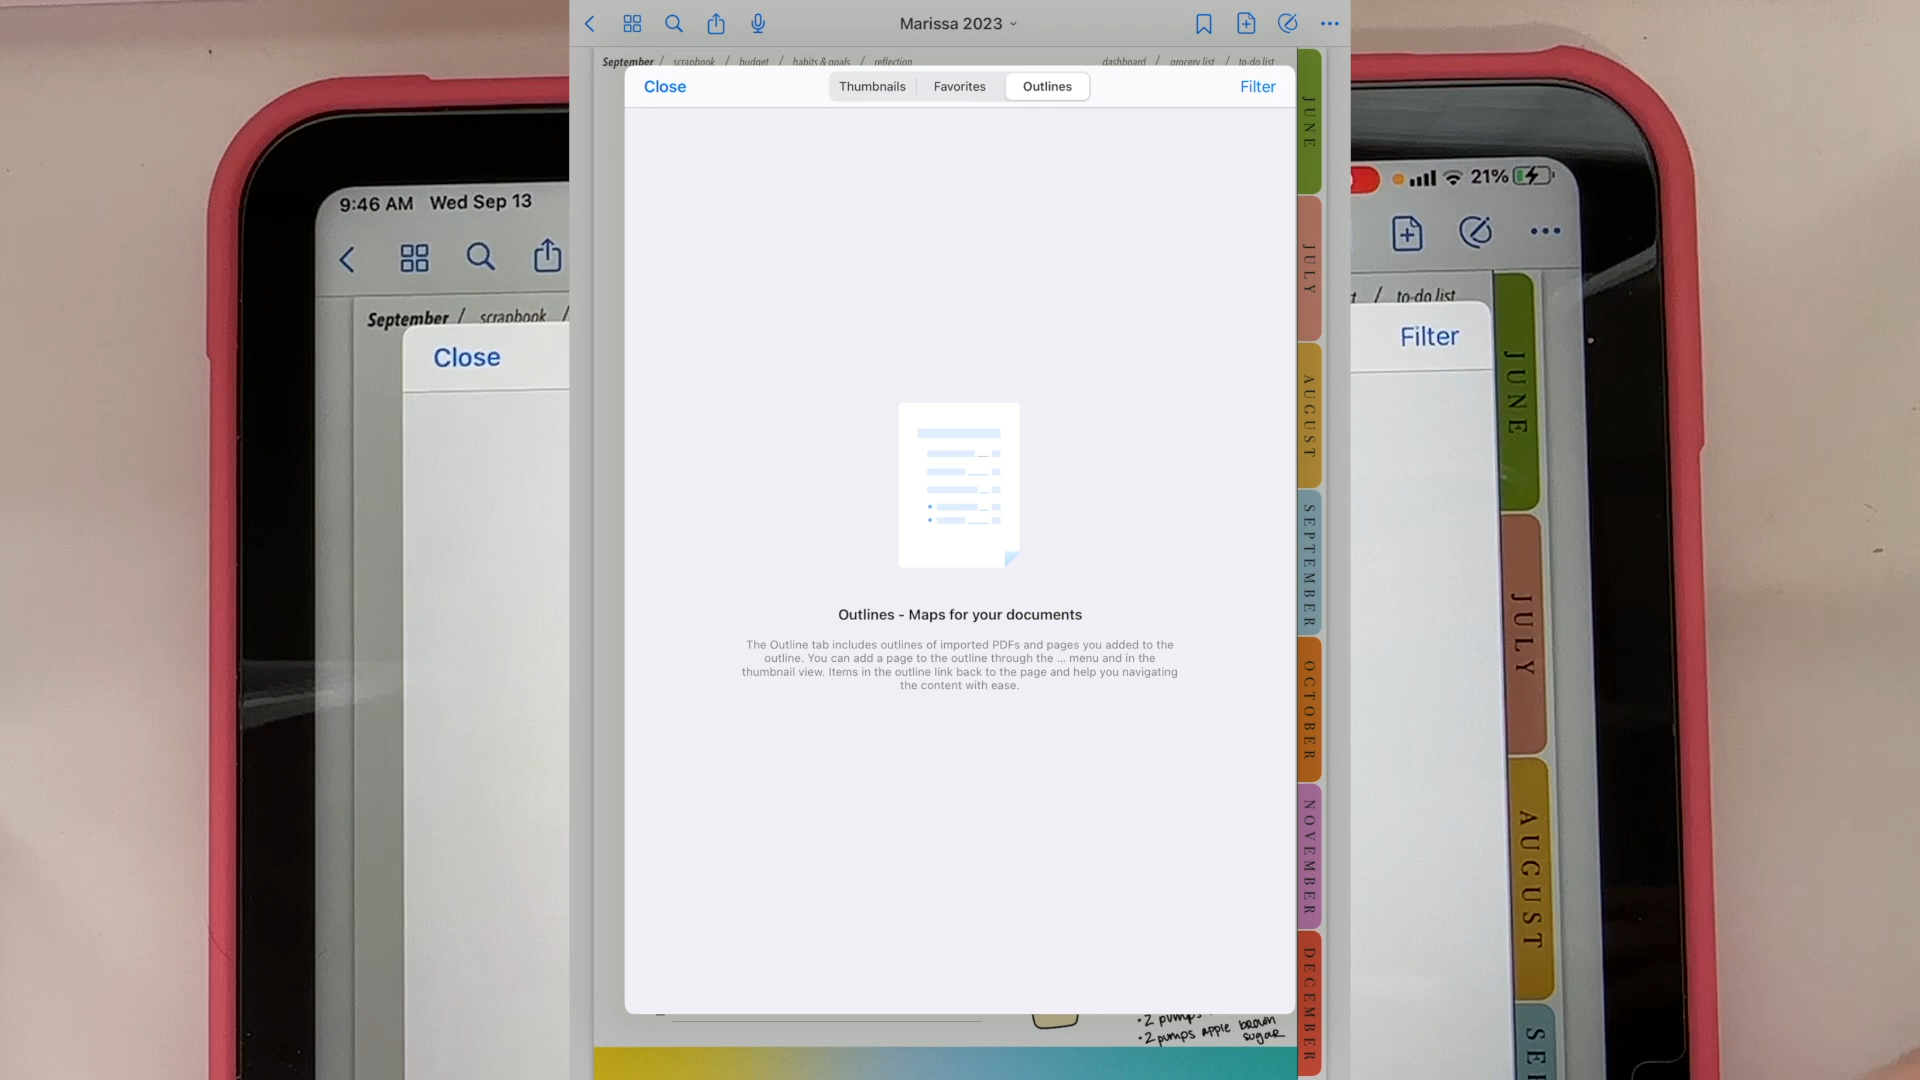 Marissa 2023
September / scrapbook / budget / habits & goals / reflection dashboard / grocery list / to-do list
Close Thumbnails Favorites Outlines Filter
Outlines - Maps for your documents
The Outline tab includes outlines of imported PDFs and pages you added to the
outline. You can add a page to the outline through the ... menu and in the
thumbnail view. Items in the outline link back to the page and help you navigating
the content with ease.
• 2 pumps
• 2 pumps apple brown
sugar
JUNE
JULY
AUGUST
SEPTEMBER
OCTOBER
NOVEMBER
DECEMBER
9:46 AM Wed Sep 13
September / scrapbook /
Close
21%
/ to-do list
Filter
JUNE
JULY
AUGUST
SE